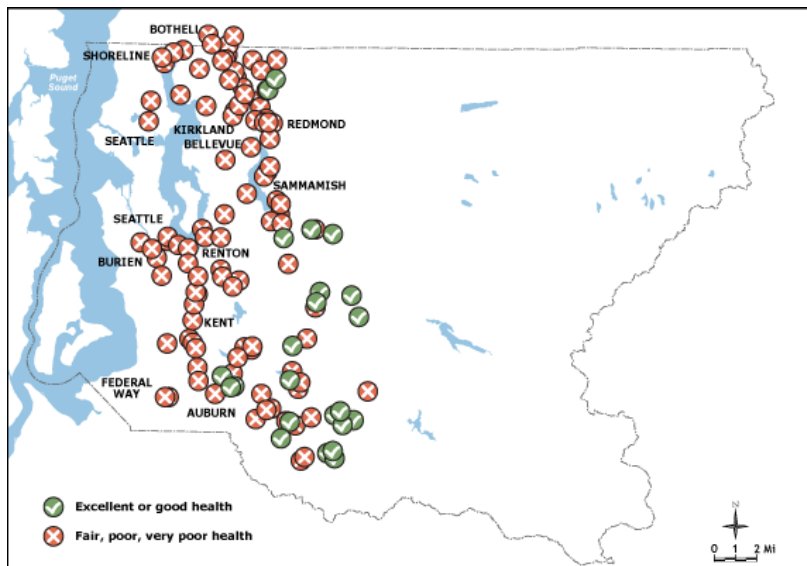 BOTHELL
SHORELINE
Puget
Sound
KIRKLAND
REDMOND
SEATTLE
BELLEVUE
SAMMAMISH
SEATTLE
BURIEN
RENTON
KENT
FEDERAL
WAY
AUBURN
Excellent or good health
Fair, poor, very poor health
N
0 1 2 Mi